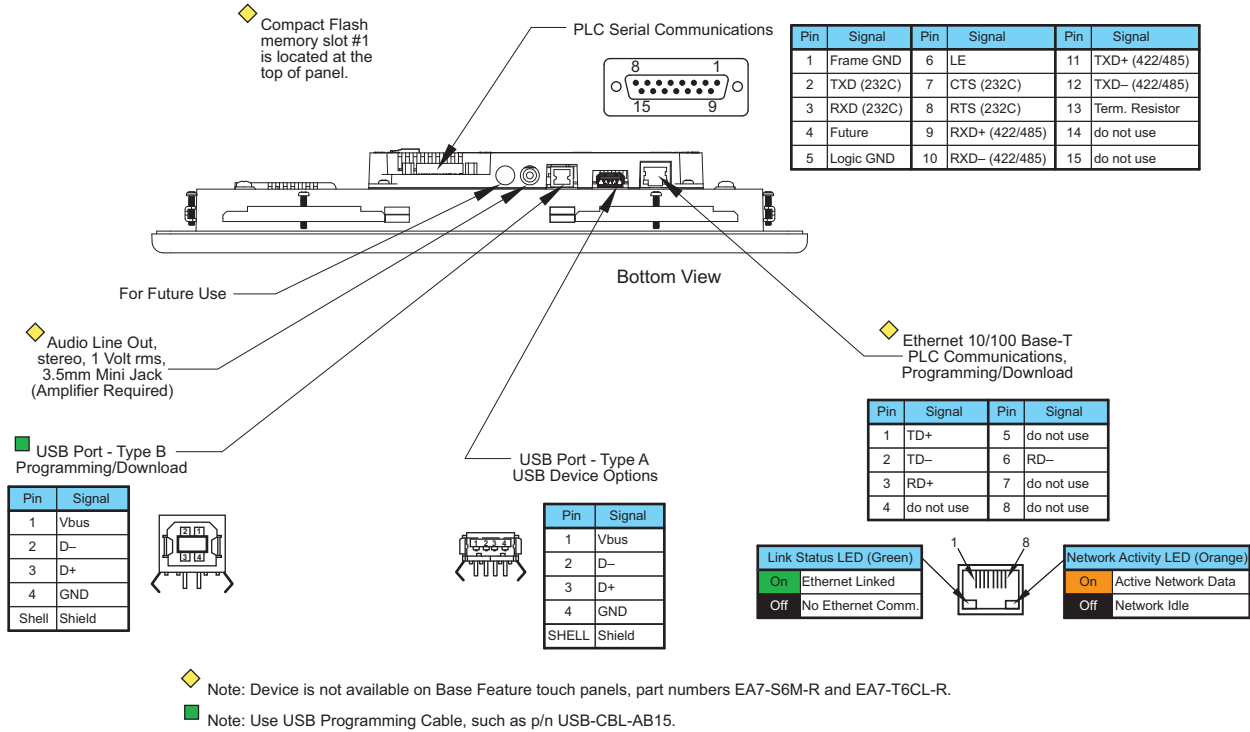 Compact Flash
memory slot #1
is located at the
top of panel.
PLC Serial Communications
8 1
15 9
Pin Signal Pin Signal Pin Signal
1 Frame GND 6 LE 11 TXD+ (422/485)
2 TXD (232C) 7 CTS (232C) 12 TXD– (422/485)
3 RXD (232C) 8 RTS (232C) 13 Term. Resistor
4 Future 9 RXD+ (422/485) 14 do not use
5 Logic GND 10 RXD– (422/485) 15 do not use
Bottom View
For Future Use
Audio Line Out,
stereo, 1 Volt rms,
3.5mm Mini Jack
(Amplifier Required)
Ethernet 10/100 Base-T
PLC Communications,
Programming/Download
Pin Signal Pin Signal
1 TD+ 5 do not use
2 TD– 6 RD–
3 RD+ 7 do not use
4 do not use 8 do not use
USB Port - Type B
Programming/Download
Pin Signal
1 Vbus
2 D–
3 D+
4 GND
Shell Shield
2 1
3 4
USB Port - Type A
USB Device Options
1 2 3 4
Pin Signal
1 Vbus
2 D–
3 D+
4 GND
SHELL Shield
Link Status LED (Green)
On Ethernet Linked
Off No Ethernet Comm.
1 8
Network Activity LED (Orange)
On Active Network Data
Off Network Idle
Note: Device is not available on Base Feature touch panels, part numbers EA7-S6M-R and EA7-T6CL-R.
Note: Use USB Programming Cable, such as p/n USB-CBL-AB15.